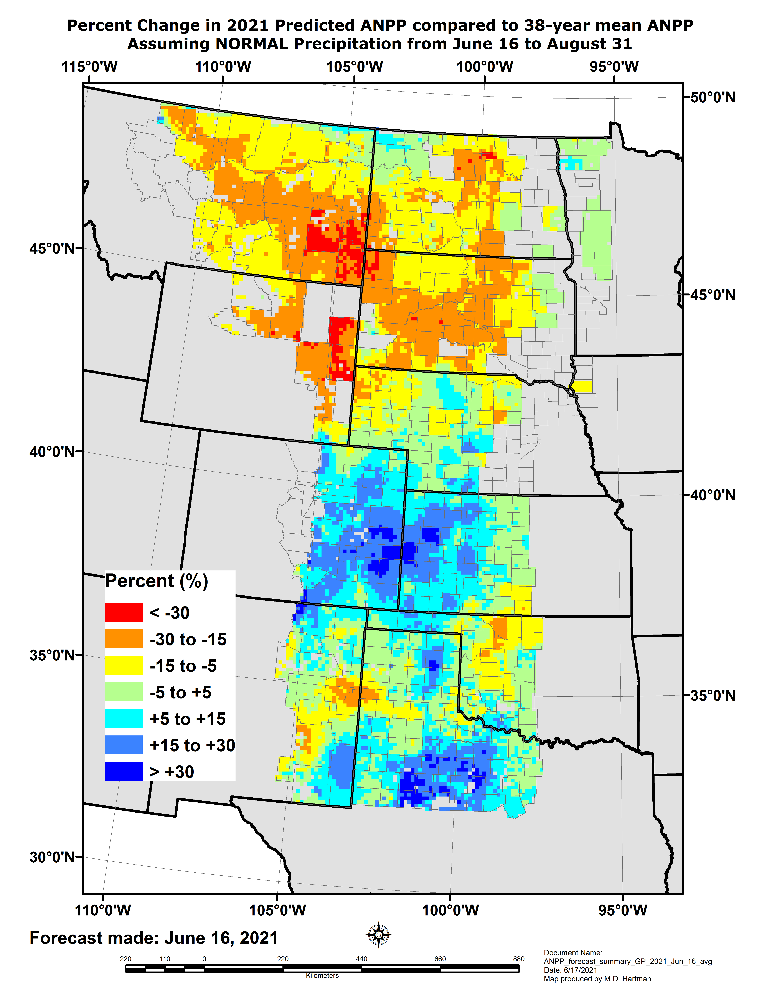 Percent Change in 2021 Predicted ANPP compared to 38-year mean ANPP
Assuming NORMAL Precipitation from June 16 to August 31
115°0'W 110°0'W 105°0'W 100°0'W 95°0'W
50°0'N
45°0'N
45°0'N
40°0'N
40°0'N
35°0'N
35°0'N
30°0'N
Percent (%)
< -30
-30 to -15
-15 to -5
-5 to +5
+5 to +15
+15 to +30
> +30
110°0'W 105°0'W 100°0'W 95°0'W
Forecast made: June 16, 2021
220 110 0 220 440 660 880
Kilometers
Document Name:
ANPP_forecast_summary_GP_2021_Jun_16_avg
Date: 6/17/2021
Map produced by M.D. Hartman